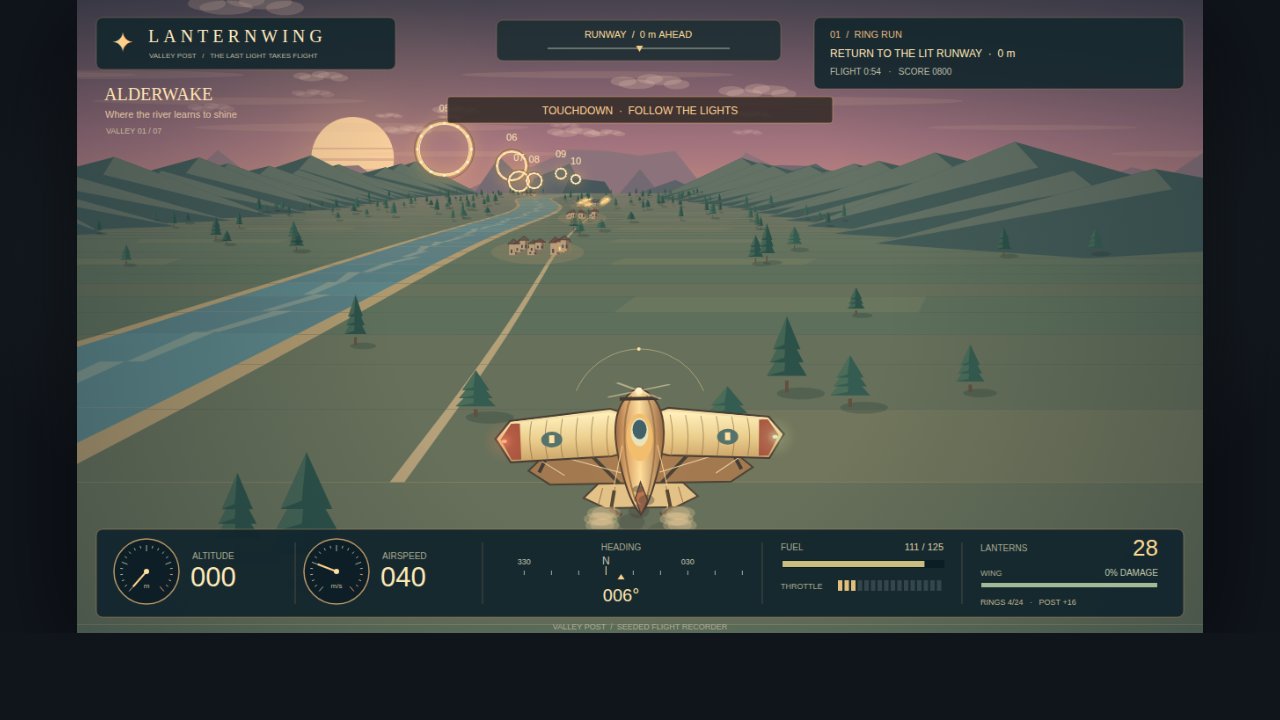 LANTERNWING
VALLEY POST / THE LAST LIGHT TAKES FLIGHT
RUNWAY / 0 m AHEAD
01 / RING RUN
RETURN TO THE LIT RUNWAY · 0 m
FLIGHT 0:54 · SCORE 0800
ALDERWAKE
Where the river learns to shine
VALLEY 01 / 07
TOUCHDOWN · FOLLOW THE LIGHTS
05
06
07 08
09
10
ALTITUDE
000
m
AIRSPEED
040
m/s
HEADING
330
N
030
006°
FUEL
111 / 125
THROTTLE
LANTERNS
28
WING
0% DAMAGE
RINGS 4/24 · POST +16
VALLEY POST / SEEDED FLIGHT RECORDER